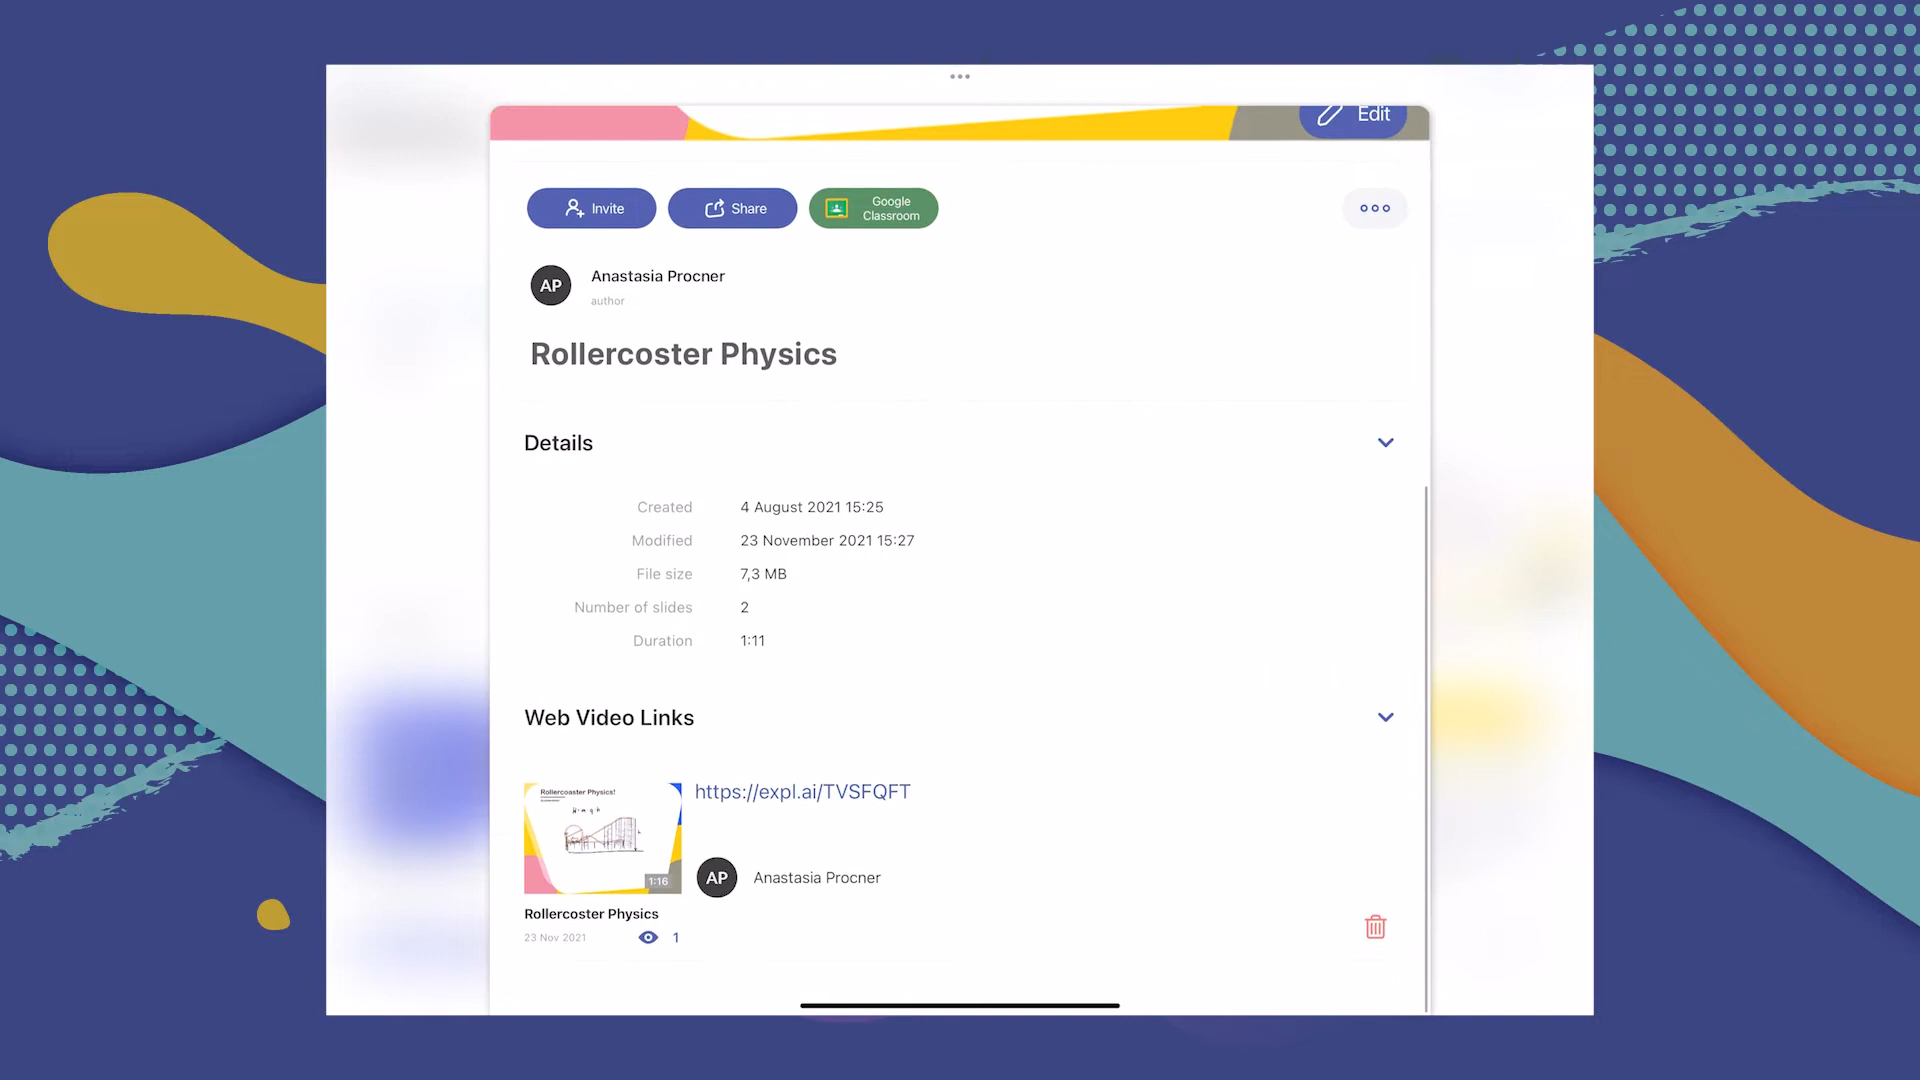 Edit
Invite
Share
Google
Classroom
AP
Anastasia Procner
author
Rollercoster Physics
Details
Created 4 August 2021 15:25
Modified 23 November 2021 15:27
File size 7,3 MB
Number of slides 2
Duration 1:11
Web Video Links
Rollercoaster Physics!
1:16
https://expl.ai/TVSFQFT
AP Anastasia Procner
Rollercoster Physics
23 Nov 2021 1